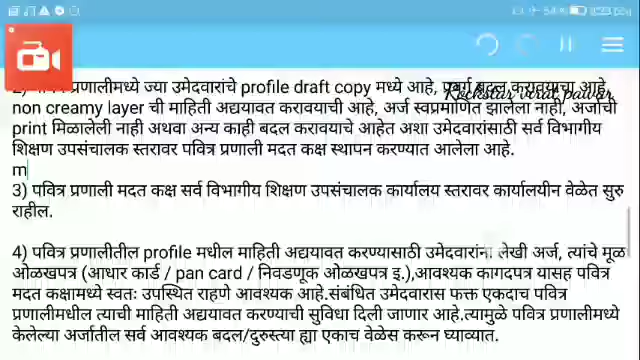 प्रणालीमध्ये ज्या उमेदवारांचे profile draft copy मध्ये आहे, प्रवर्ग बदल करावयाचा आहे,
non creamy layer ची माहिती अद्ययावत करावयाची आहे, अर्ज स्वप्रमाणित झालेला नाही, अर्जाची
print मिळालेली नाही अथवा अन्य काही बदल करावयाचे आहेत अशा उमेदवारांसाठी सर्व विभागीय
शिक्षण उपसंचालक स्तरावर पवित्र प्रणाली मदत कक्ष स्थापन करण्यात आलेला आहे.
m
3) पवित्र प्रणाली मदत कक्ष सर्व विभागीय शिक्षण उपसंचालक कार्यालय स्तरावर कार्यालयीन वेळेत सुरु
राहील.
4) पवित्र प्रणालीतील profile मधील माहिती अद्ययावत करण्यासाठी उमेदवारांना लेखी अर्ज, त्यांचे मूळ
ओळखपत्र (आधार कार्ड / pan card / निवडणूक ओळखपत्र इ.),आवश्यक कागदपत्र यासह पवित्र
मदत कक्षामध्ये स्वतः उपस्थित राहणे आवश्यक आहे.संबंधित उमेदवारास फक्त एकदाच पवित्र
प्रणालीमधील त्याची माहिती अद्ययावत करण्याची सुविधा दिली जाणार आहे.त्यामुळे पवित्र प्रणालीमध्ये
केलेल्या अर्जातील सर्व आवश्यक बदल/दुरुस्त्या ह्या एकाच वेळेस करून घ्याव्यात.